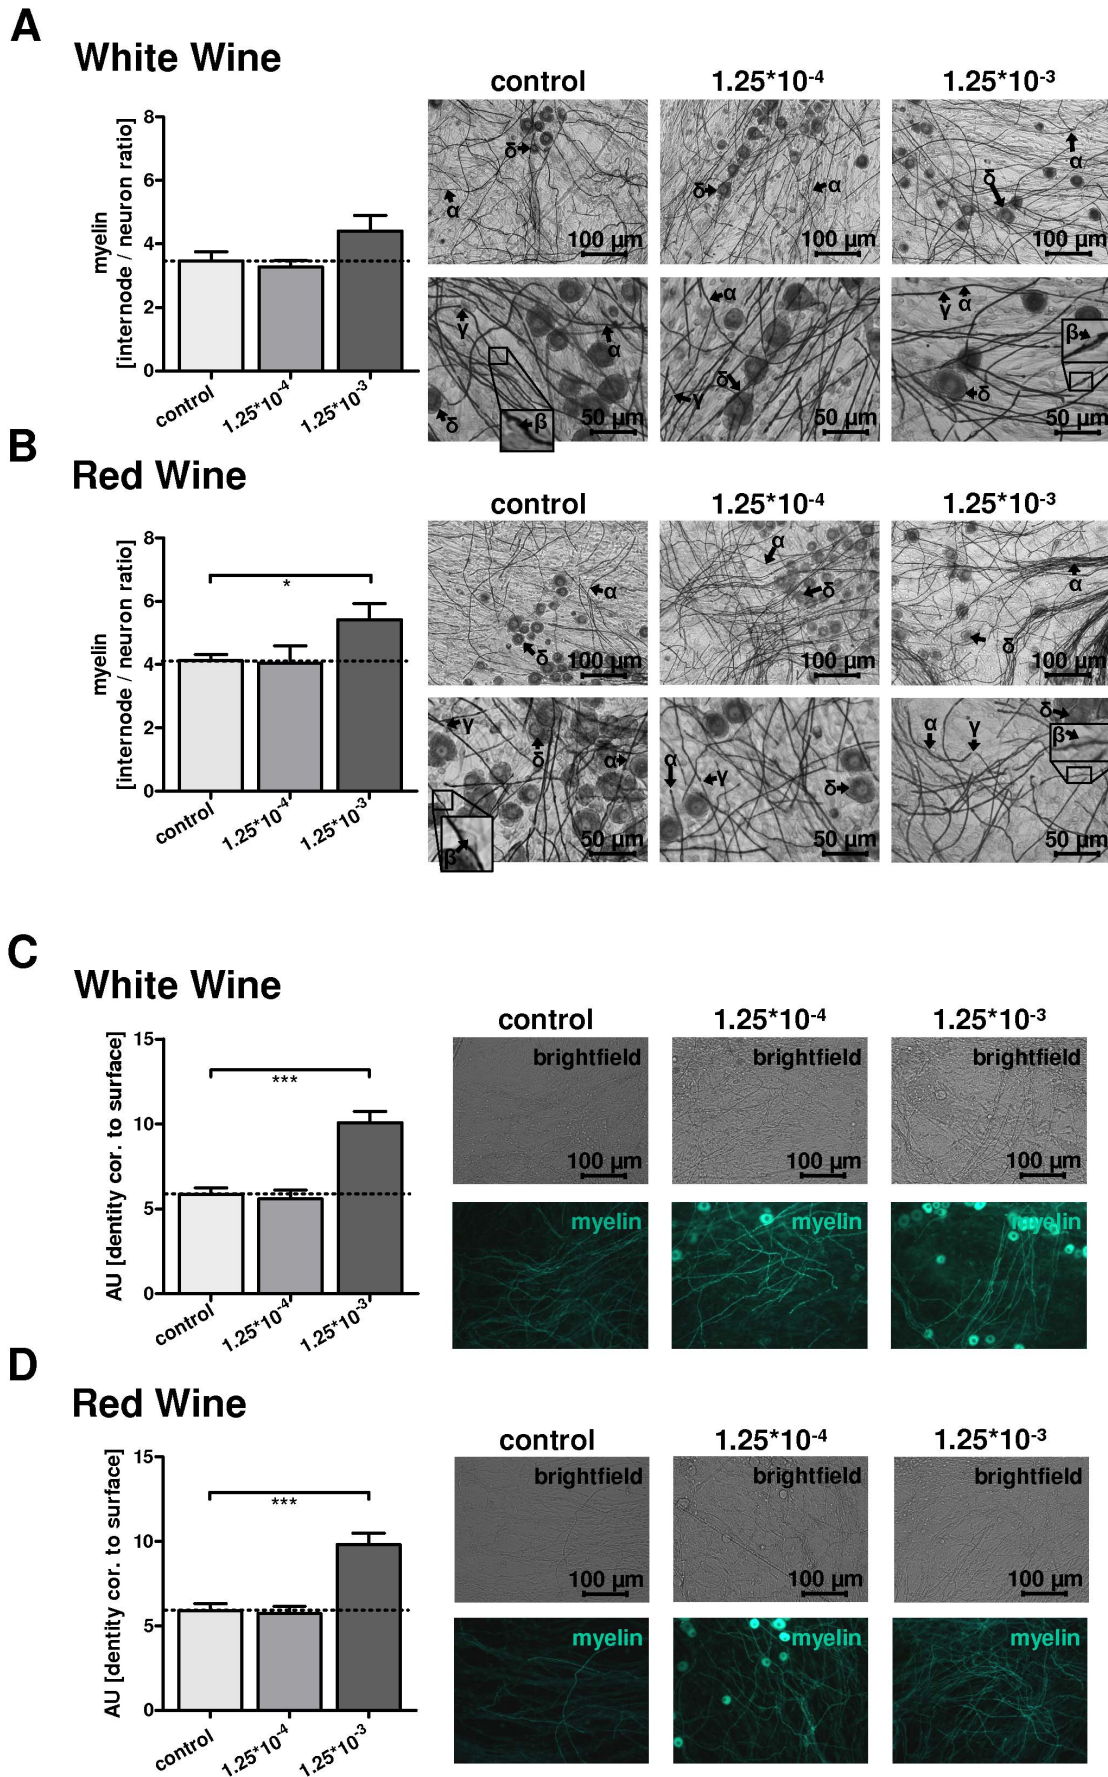 A
White Wine
myelin
[internode / neuron ratio]
8
6
4
2
0
control
1.25*10-4
1.25*10-3
control
1.25*10-4
1.25*10-3
δ
α
100 µm
δ
α
100 µm
δ
α
100 µm
γ
α
δ
β
50 µm
α
δ
γ
50 µm
γ
α
β
δ
50 µm
B
Red Wine
myelin
[internode / neuron ratio]
8
6
4
2
0
*
control
1.25*10-4
1.25*10-3
control
1.25*10-4
1.25*10-3
α
δ
100 µm
α
δ
100 µm
α
δ
100 µm
γ
δ
α
β
50 µm
α
γ
δ
50 µm
α
γ
δ
β
50 µm
C
White Wine
AU [dentity cor. to surface]
15
10
5
0
***
control
1.25*10-4
1.25*10-3
control
1.25*10-4
1.25*10-3
brightfield
100 µm
brightfield
100 µm
brightfield
100 µm
myelin
myelin
myelin
D
Red Wine
AU [dentity cor. to surface]
15
10
5
0
***
control
1.25*10-4
1.25*10-3
control
1.25*10-4
1.25*10-3
brightfield
100 µm
brightfield
100 µm
brightfield
100 µm
myelin
myelin
myelin